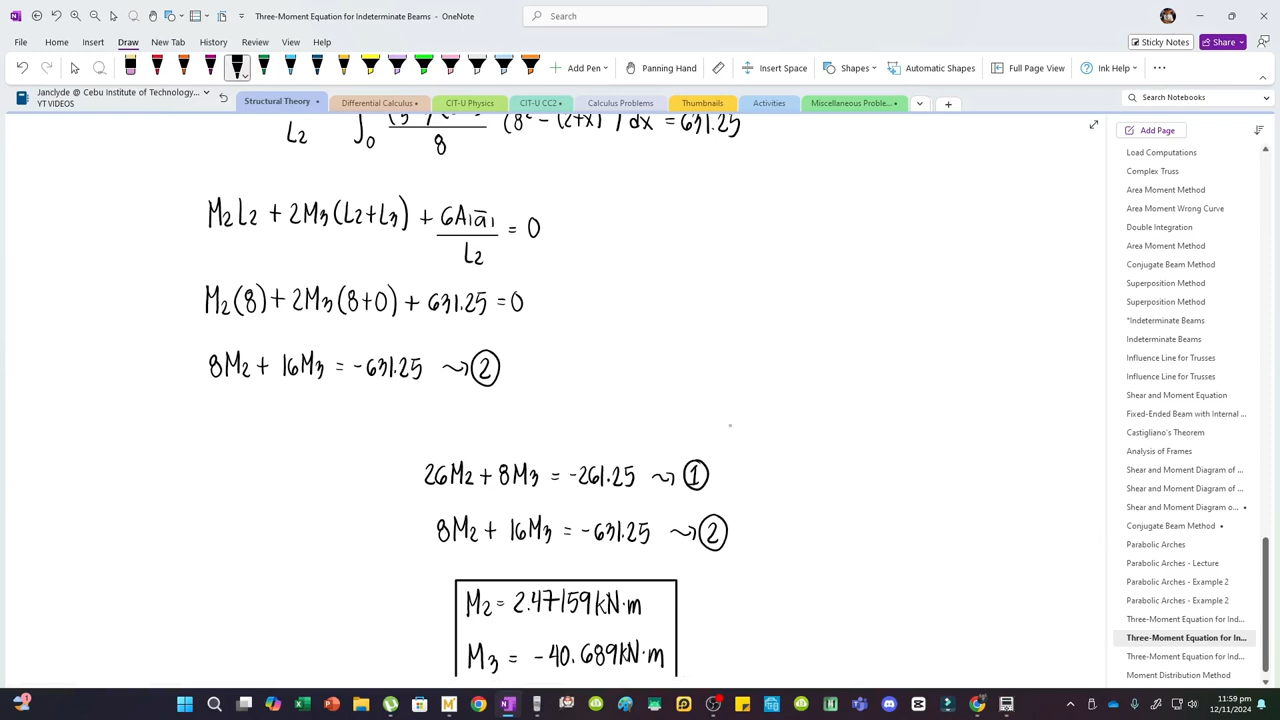 Three-Moment Equation for Indeterminate Beams - OneNote
Search
File Home Insert Draw New Tab History Review View Help
Sticky Notes
Share
Add Pen
Panning Hand
Insert Space
Shapes
Automatic Shapes
Full Page View
Ink Help
Janclyde @ Cebu Institute of Technology...
YT VIDEOS
Structural Theory
Differential Calculus
CIT-U Physics
CIT-U CC2
Calculus Problems
Thumbnails
Activities
Miscellaneous Proble...
Search Notebooks
Add Page
Load Computations
Complex Truss
Area Moment Method
Area Moment Wrong Curve
Double Integration
Area Moment Method
Conjugate Beam Method
Superposition Method
Superposition Method
*Indeterminate Beams
Indeterminate Beams
Influence Line for Trusses
Influence Line for Trusses
Shear and Moment Equation
Fixed-Ended Beam with Internal ...
Castigliano's Theorem
Analysis of Frames
Shear and Moment Diagram of ...
Shear and Moment Diagram of ...
Shear and Moment Diagram o...
Conjugate Beam Method
Parabolic Arches
Parabolic Arches - Lecture
Parabolic Arches - Example 2
Parabolic Arches - Example 2
Three-Moment Equation for Ind...
Three-Moment Equation for In...
Three-Moment Equation for Ind...
Moment Distribution Method
L2 ∫0 8 (8² - (2+x)²) dx = 631.25
M2L2 + 2M3(L2+L3) + 6A1ā1 / L2 = 0
M2(8) + 2M3(8+0) + 631.25 = 0
8M2 + 16M3 = -631.25 ⤳ ②
26M2 + 8M3 = -261.25 ⤳ ①
8M2 + 16M3 = -631.25 ⤳ ②
M2 = 2.47159 kN·m
M3 = -40.689 kN·m
11:59 pm
12/11/2024